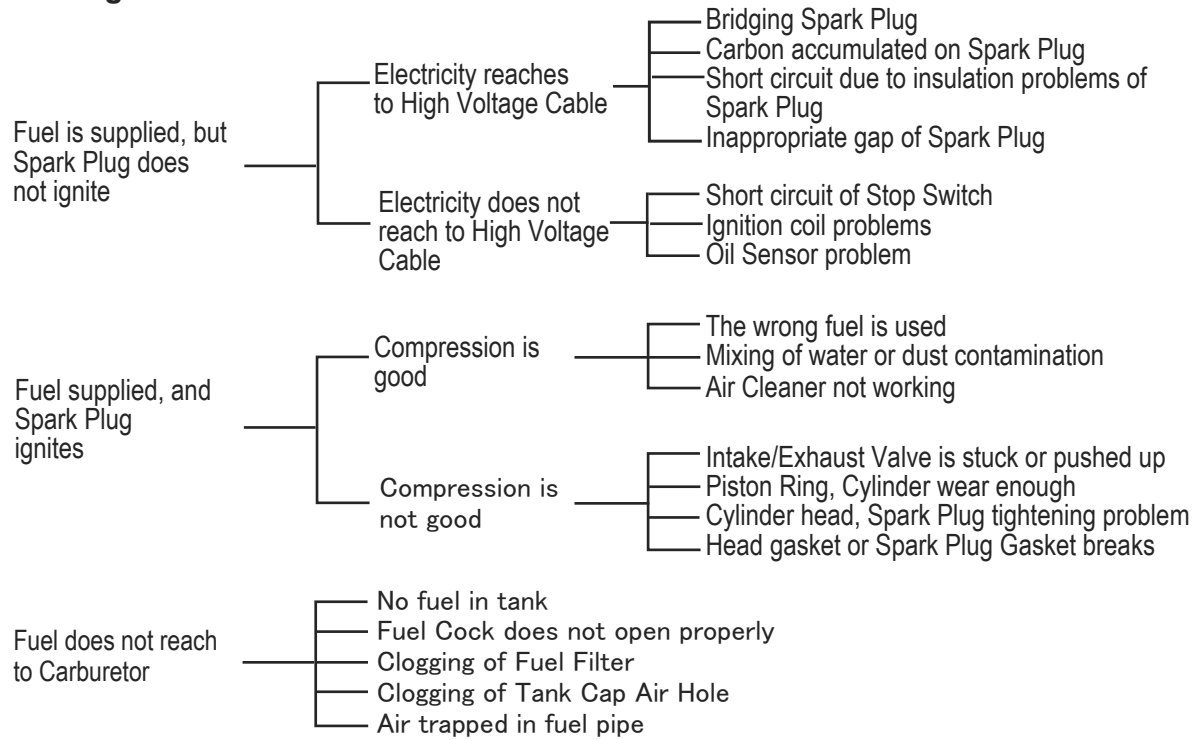 Fuel is supplied, but
Spark Plug does
not ignite
Electricity reaches
to High Voltage Cable
Bridging Spark Plug
Carbon accumulated on Spark Plug
Short circuit due to insulation problems of
Spark Plug
Inappropriate gap of Spark Plug
Electricity does not
reach to High Voltage
Cable
Short circuit of Stop Switch
Ignition coil problems
Oil Sensor problem
Fuel supplied, and
Spark Plug
ignites
Compression is
good
The wrong fuel is used
Mixing of water or dust contamination
Air Cleaner not working
Compression is
not good
Intake/Exhaust Valve is stuck or pushed up
Piston Ring, Cylinder wear enough
Cylinder head, Spark Plug tightening problem
Head gasket or Spark Plug Gasket breaks
Fuel does not reach
to Carburetor
No fuel in tank
Fuel Cock does not open properly
Clogging of Fuel Filter
Clogging of Tank Cap Air Hole
Air trapped in fuel pipe